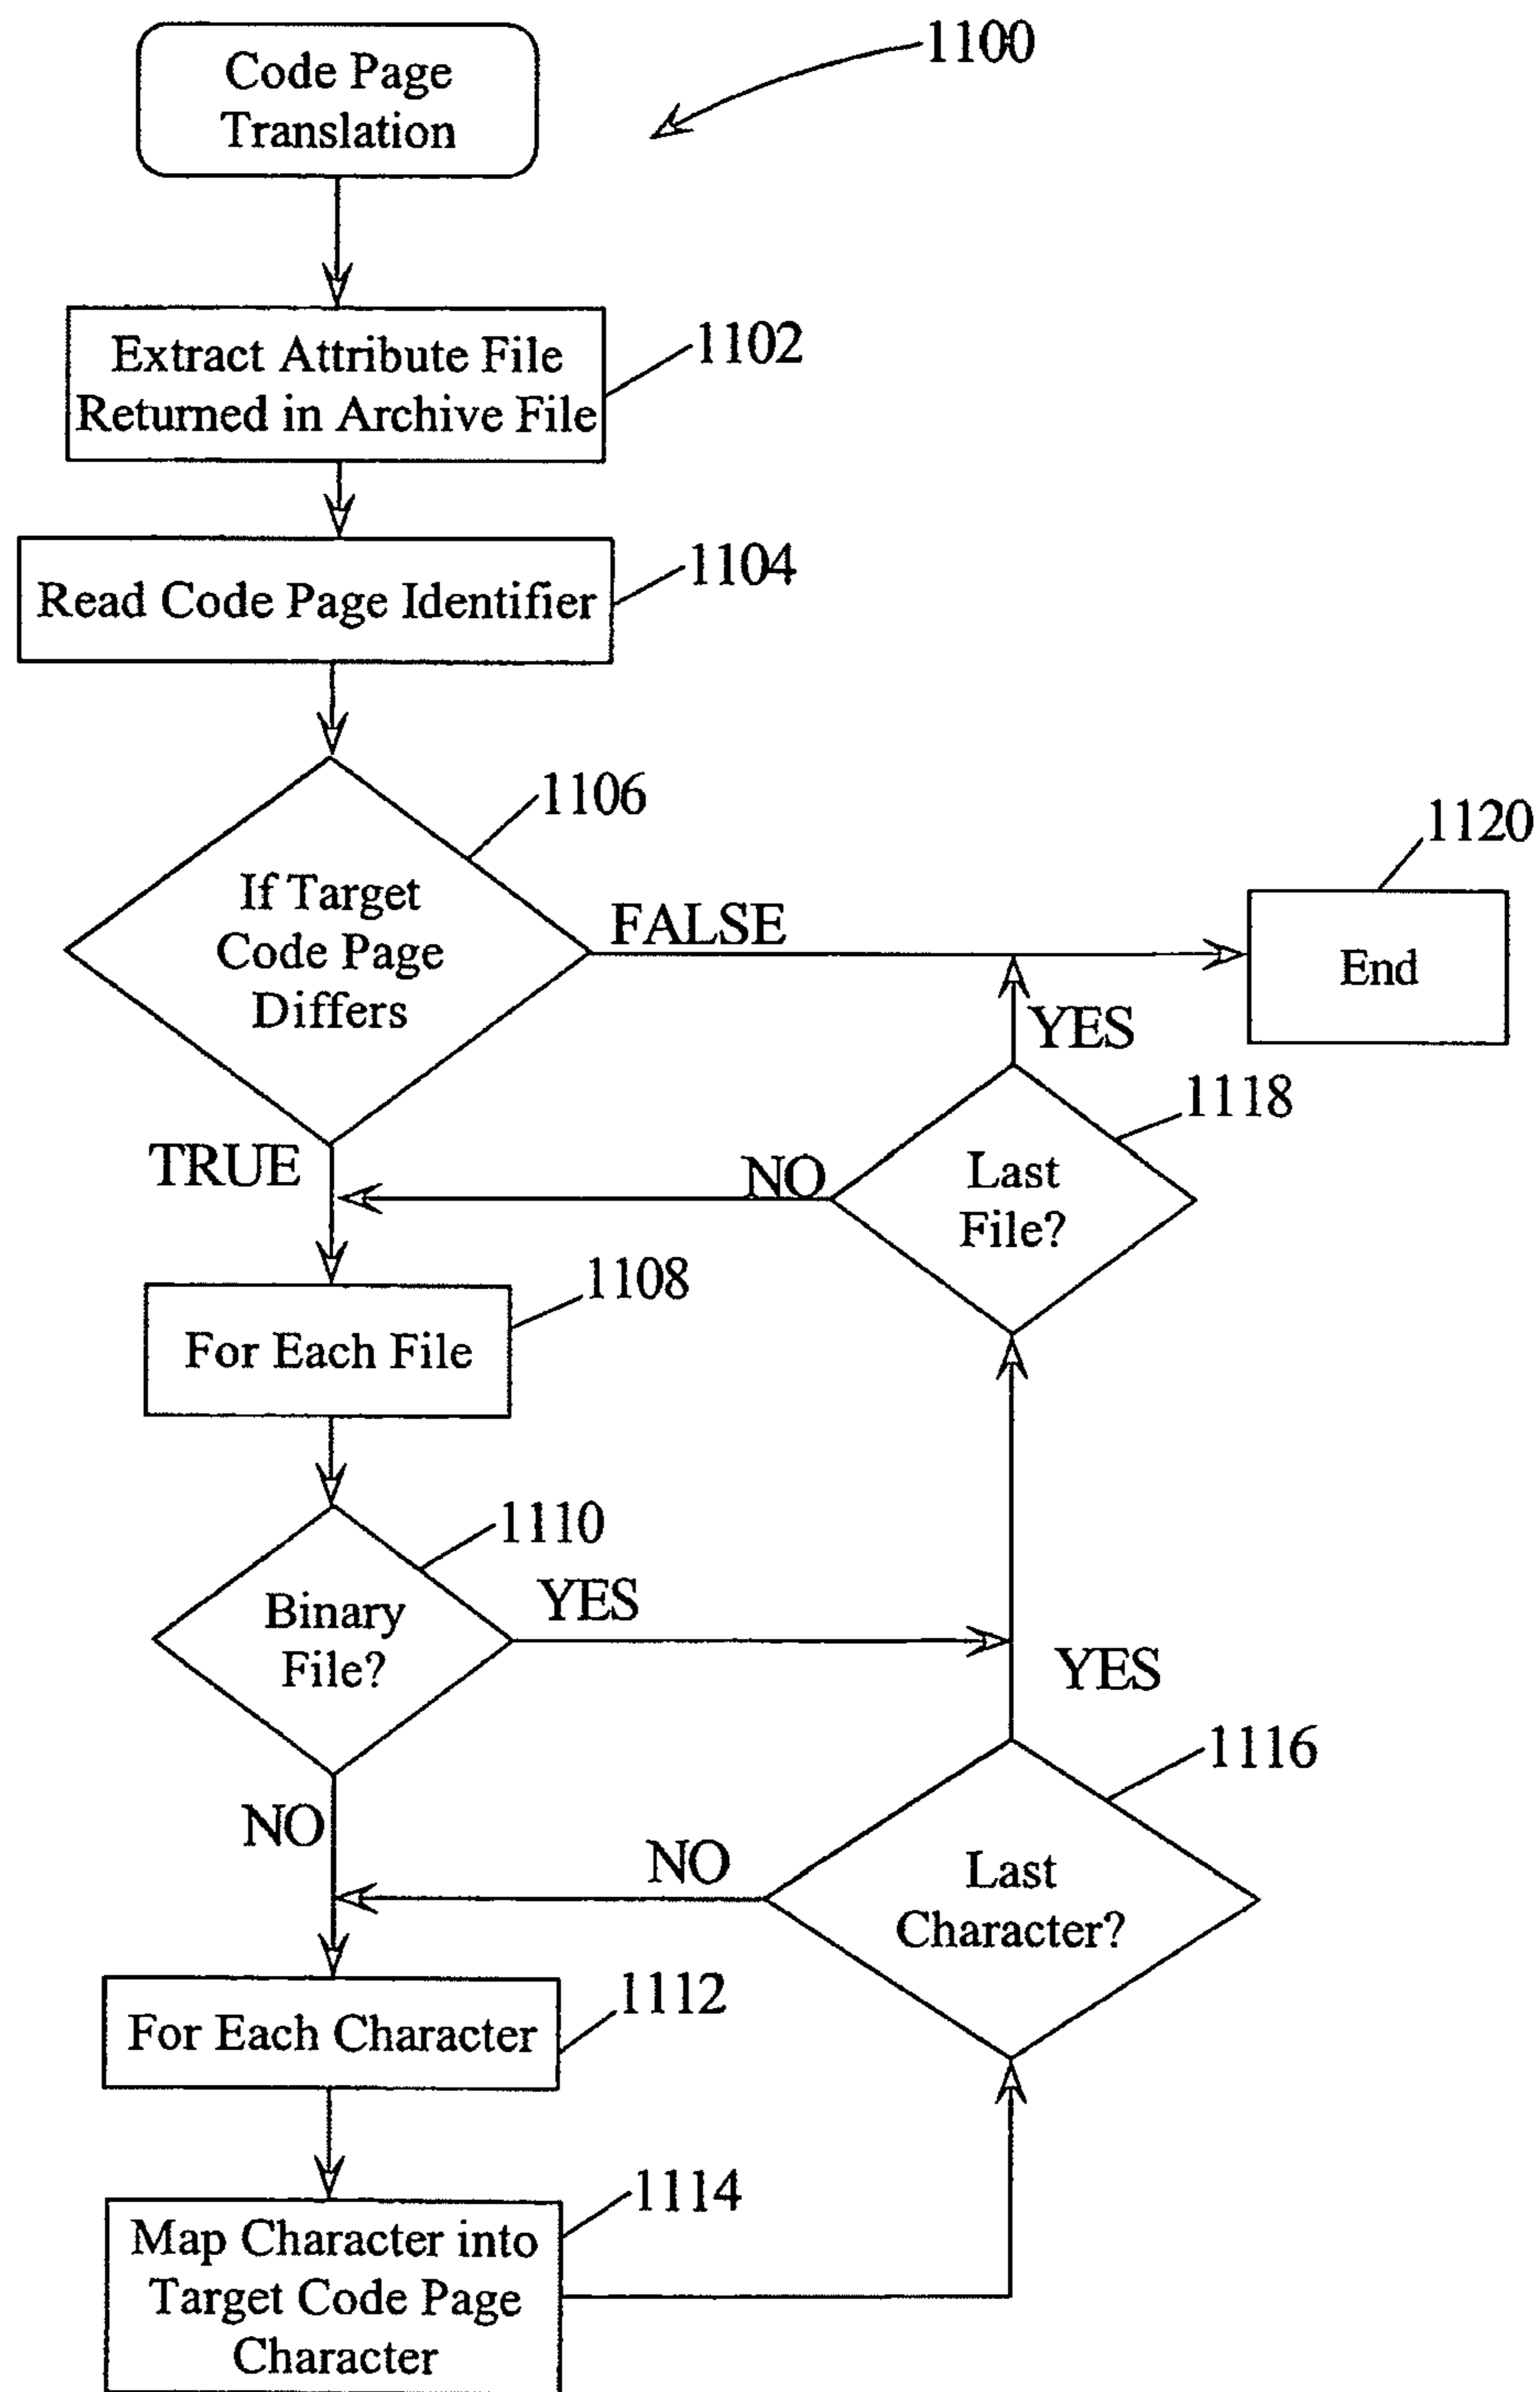 Code Page
Translation
1100
Extract Attribute File
Returned in Archive File
1102
Read Code Page Identifier
1104
If Target
Code Page
Differs
1106
FALSE
TRUE
End
1120
YES
Last
File?
1118
NO
For Each File
1108
Binary
File?
1110
YES
NO
YES
Last
Character?
1116
NO
For Each Character
1112
Map Character into
Target Code Page
Character
1114